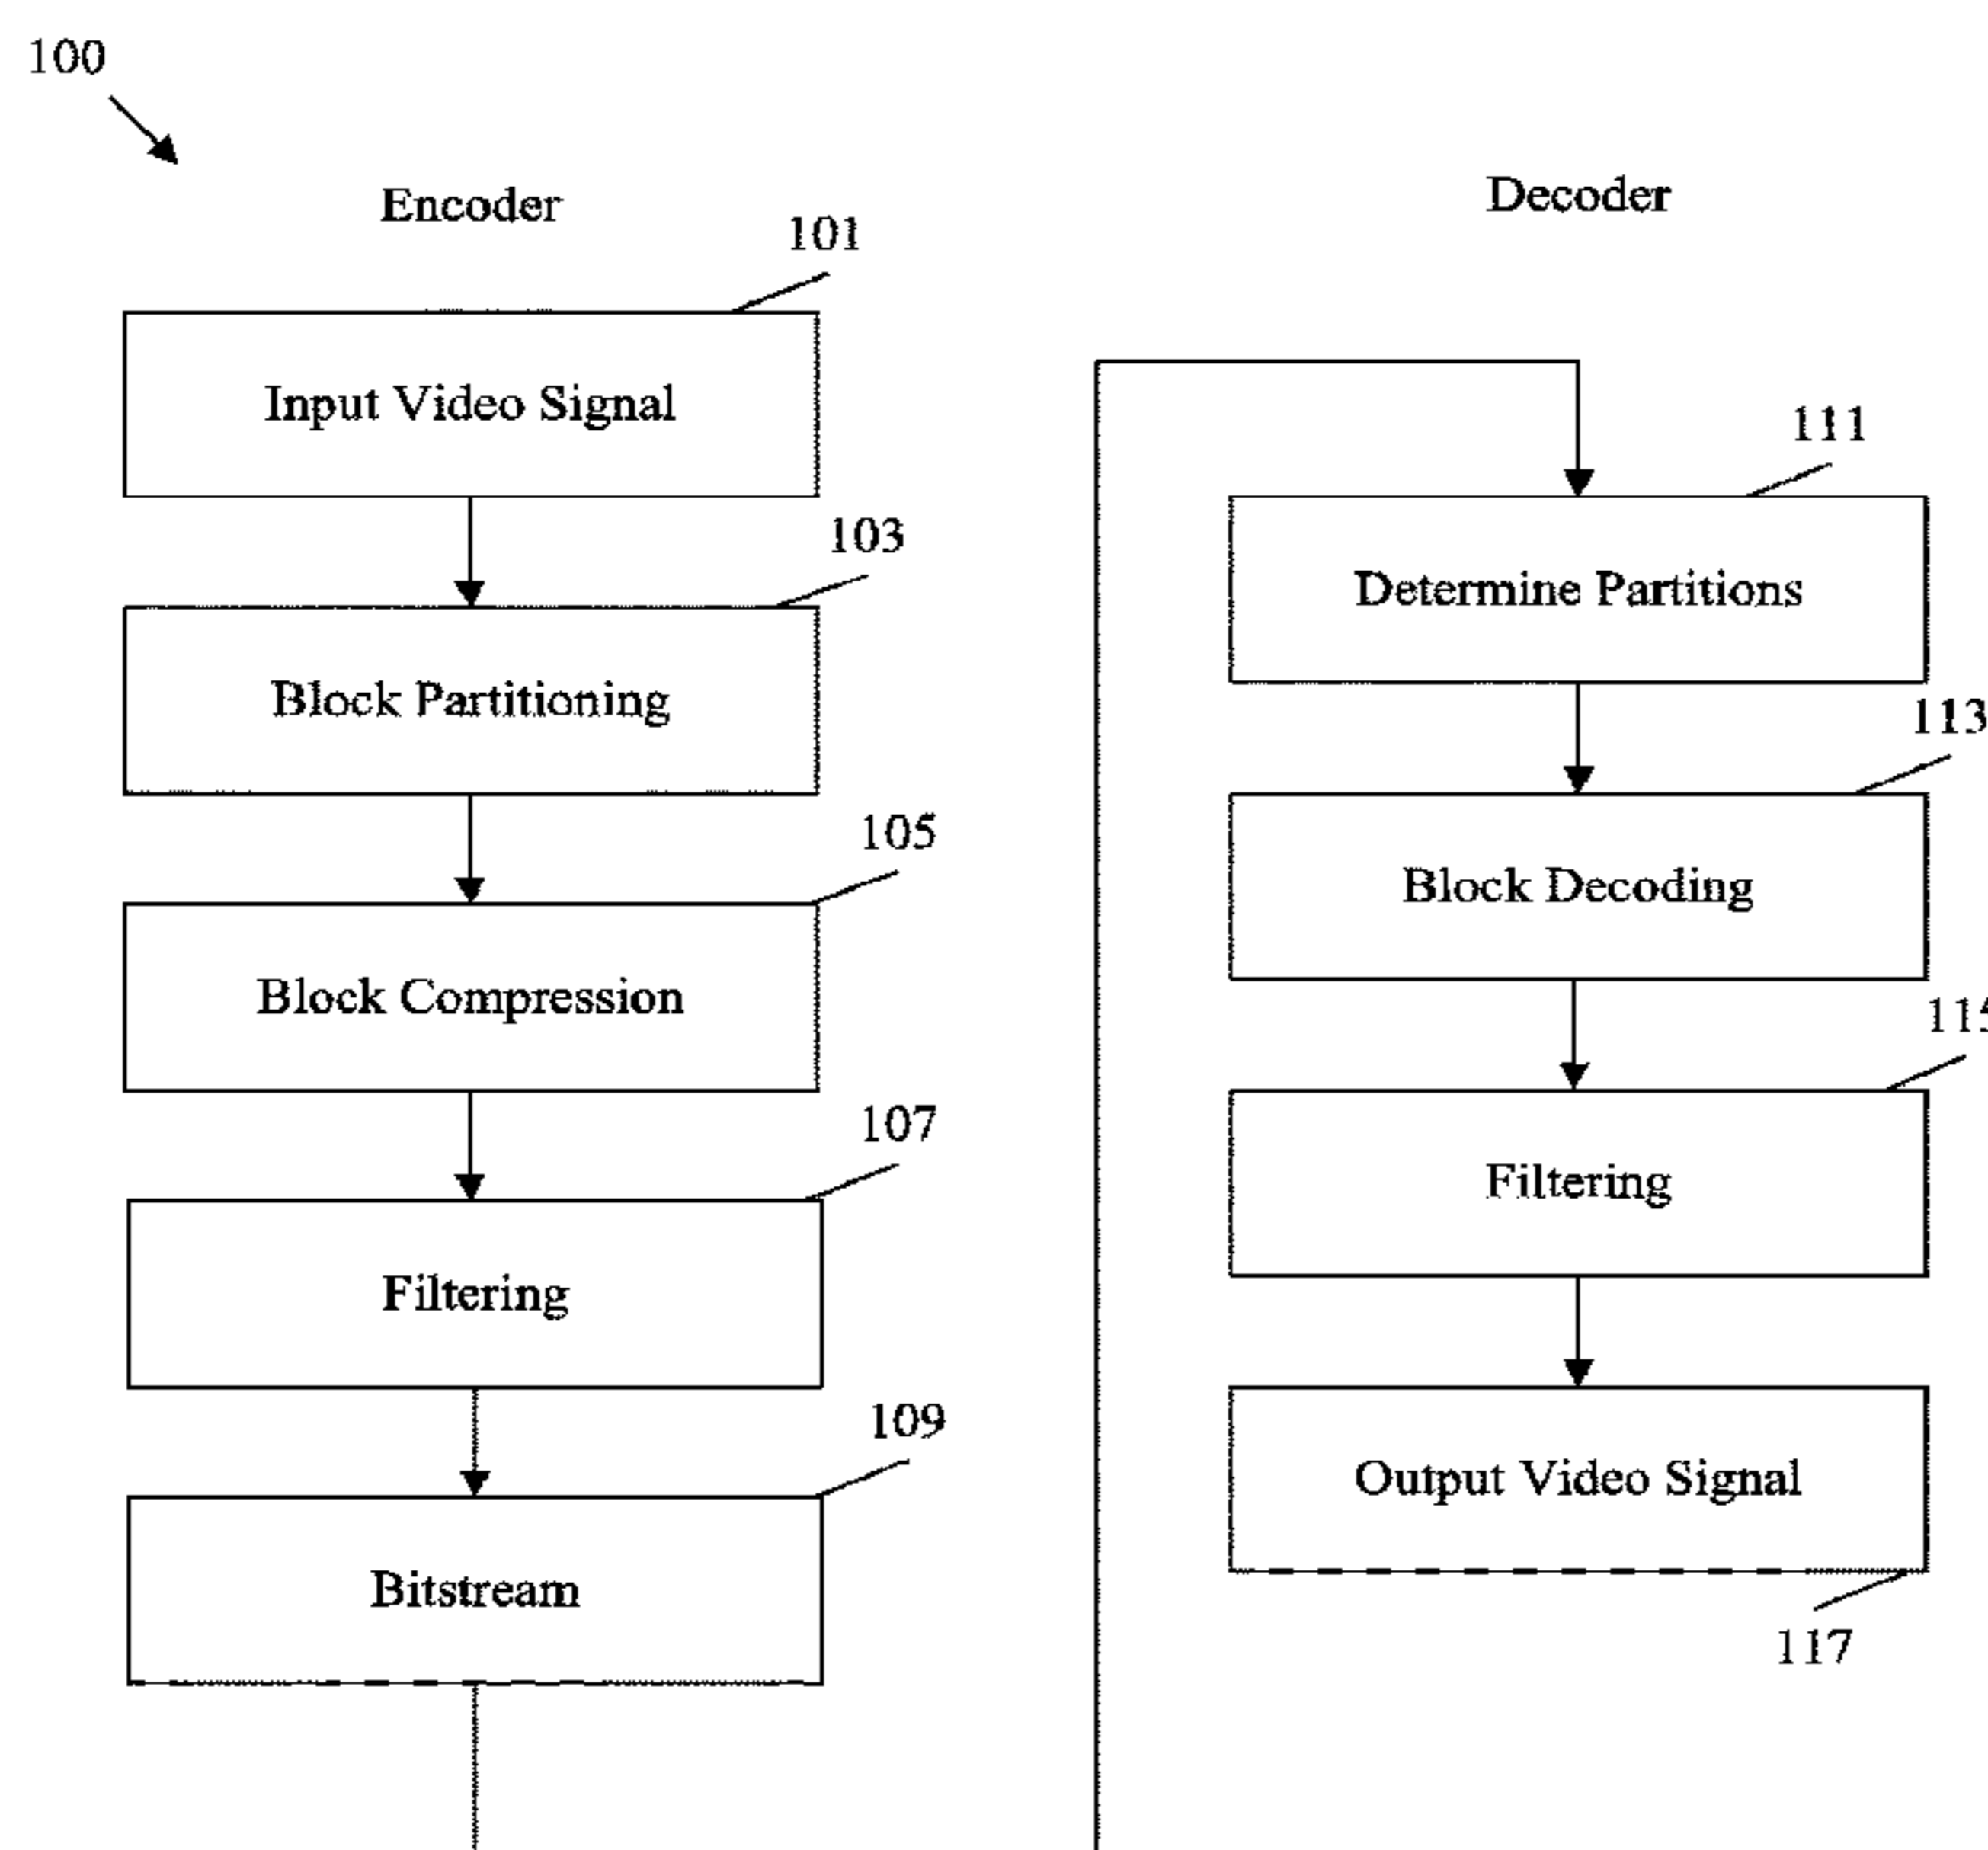 100
Encoder
101
Input Video Signal
103
Block Partitioning
105
Block Compression
107
Filtering
109
Bitstream
Decoder
111
Determine Partitions
113
Block Decoding
115
Filtering
Output Video Signal
117